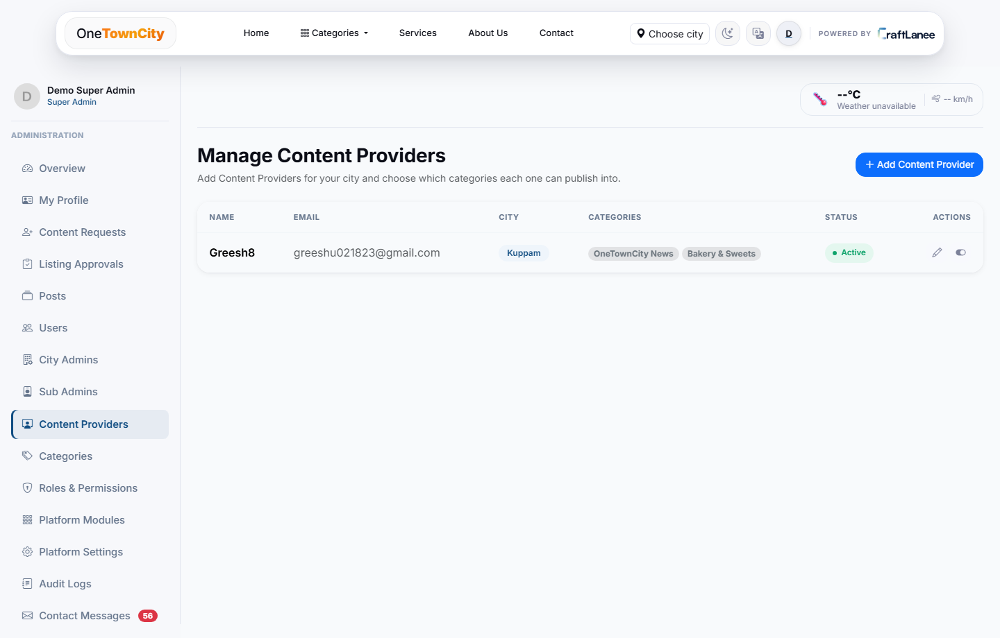 OneTownCity
Home
Categories
Services
About Us
Contact
Choose city
D
POWERED BY
CraftLanee
D
Demo Super Admin
Super Admin
--°C
Weather unavailable
-- km/h
ADMINISTRATION
Overview
My Profile
Content Requests
Listing Approvals
Posts
Users
City Admins
Sub Admins
Content Providers
Categories
Roles & Permissions
Platform Modules
Platform Settings
Audit Logs
Contact Messages 56
Manage Content Providers
Add Content Providers for your city and choose which categories each one can publish into.
+ Add Content Provider
NAME EMAIL CITY CATEGORIES STATUS ACTIONS
Greesh8 greeshu021823@gmail.com Kuppam OneTownCity News Bakery & Sweets Active